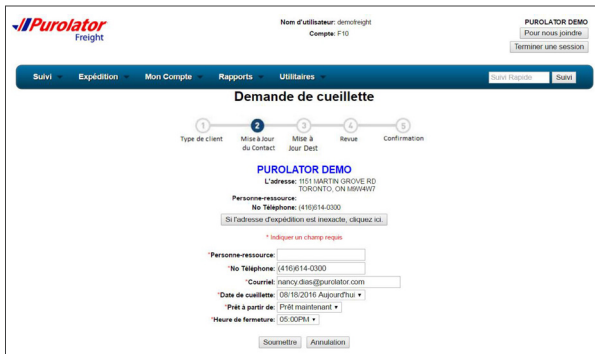 Purolator
Freight
Nom d'utilisateur: demofreight
Compte: F10
PUROLATOR DEMO
Pour nous joindre
Terminer une session
Suivi Expédition Mon Compte Rapports Utilitaires Suivi Rapide Suivi
Demande de cueillette
1 2 3 4 5
Type de client Mise à Jour du Contact Mise à Jour Dest Revue Confirmation
PUROLATOR DEMO
L'adresse: 1151 MARTIN GROVE RD
TORONTO, ON M9W4W7
Personne-ressource:
No Téléphone: (416)614-0300
Si l'adresse d'expédition est inexacte, cliquez ici.
* Indiquer un champ requis
*Personne-ressource:
*No Téléphone: (416)614-0300
*Courriel: nancy.dias@purolator.com
*Date de cueillette: 08/18/2016 Aujourd'hui
*Prêt à partir de: Prêt maintenant
*Heure de fermeture: 05:00PM
Soumettre Annulation